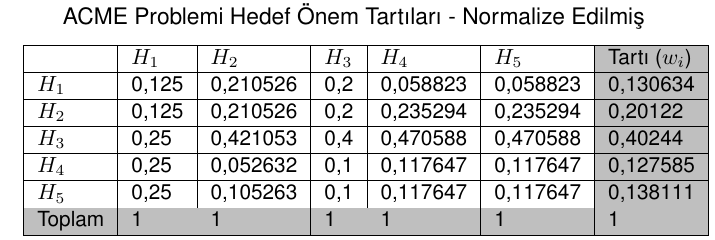 ACME Problemi Hedef Önem Tartıları - Normalize Edilmiş
H1 H2 H3 H4 H5 Tartı (wi)
H1 0,125 0,210526 0,2 0,058823 0,058823 0,130634
H2 0,125 0,210526 0,2 0,235294 0,235294 0,20122
H3 0,25 0,421053 0,4 0,470588 0,470588 0,40244
H4 0,25 0,052632 0,1 0,117647 0,117647 0,127585
H5 0,25 0,105263 0,1 0,117647 0,117647 0,138111
Toplam 1 1 1 1 1 1